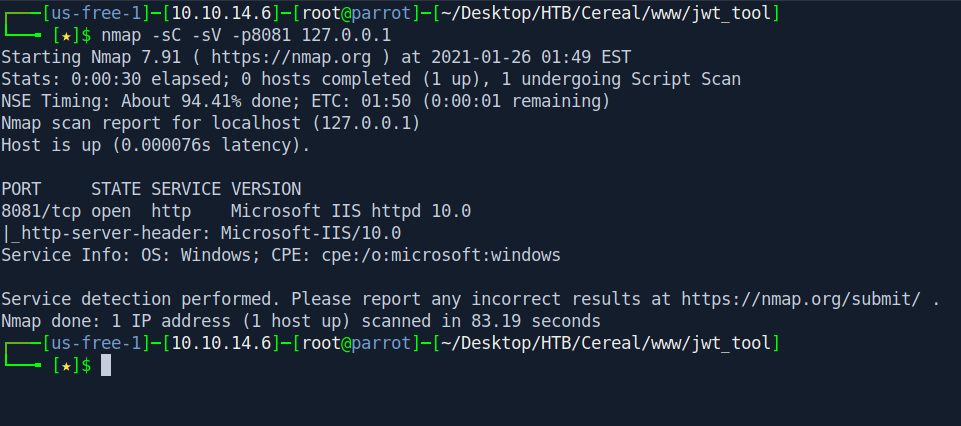 ┌──[us-free-1]─[10.10.14.6]─[root@parrot]─[~/Desktop/HTB/Cereal/www/jwt_tool]
└──╼ [★]$ nmap -sC -sV -p8081 127.0.0.1
Starting Nmap 7.91 ( https://nmap.org ) at 2021-01-26 01:49 EST
Stats: 0:00:30 elapsed; 0 hosts completed (1 up), 1 undergoing Script Scan
NSE Timing: About 94.41% done; ETC: 01:50 (0:00:01 remaining)
Nmap scan report for localhost (127.0.0.1)
Host is up (0.000076s latency).
PORT     STATE SERVICE VERSION
8081/tcp open  http    Microsoft IIS httpd 10.0
|_http-server-header: Microsoft-IIS/10.0
Service Info: OS: Windows; CPE: cpe:/o:microsoft:windows
Service detection performed. Please report any incorrect results at https://nmap.org/submit/ .
Nmap done: 1 IP address (1 host up) scanned in 83.19 seconds
┌──[us-free-1]─[10.10.14.6]─[root@parrot]─[~/Desktop/HTB/Cereal/www/jwt_tool]
└──╼ [★]$